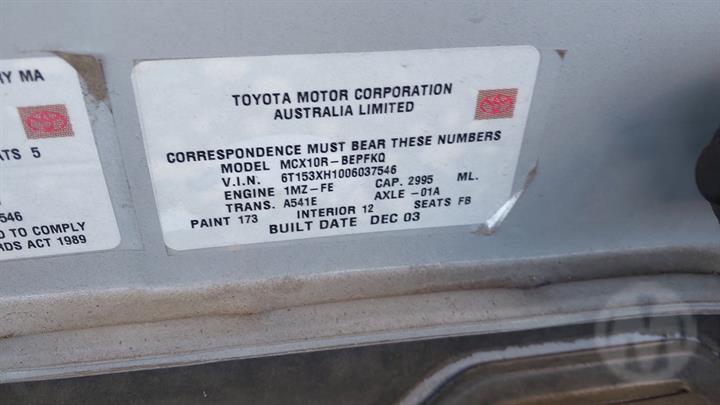 NY MA
ATS 5
546
D TO COMPLY
RDS ACT 1989
TOYOTA MOTOR CORPORATION
AUSTRALIA LIMITED
CORRESPONDENCE MUST BEAR THESE NUMBERS
MODEL MCX10R-BEPFKQ
V.I.N. 6T153XH1006037546
ENGINE 1MZ-FE CAP. 2995 ML.
TRANS. A541E AXLE -01A
PAINT 173 INTERIOR 12 SEATS FB
BUILT DATE DEC 03